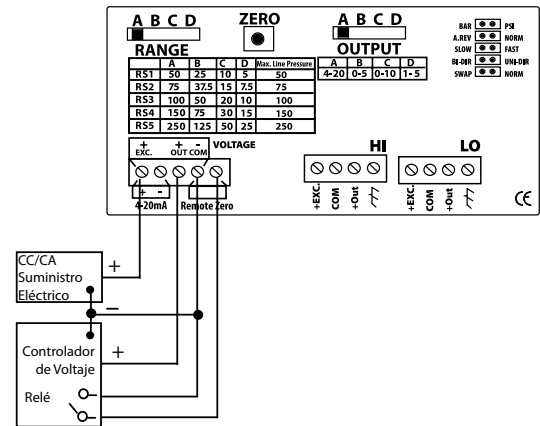 A B C D
ZERO
A B C D
RANGE
OUTPUT
A B C D Max. Line Pressure
RS1 50 25 10 5 50
RS2 75 37.5 15 7.5 75
RS3 100 50 20 10 100
RS4 150 75 30 15 150
RS5 250 125 50 25 250
A B C D
4-20 0-5 0-10 1-5
BAR PSI
A.REV NORM
SLOW FAST
BI-DIR UNI-DIR
SWAP NORM
+ + - VOLTAGE
EXC. OUT COM
+ -
4-20mA Remote Zero
HI
+EXC.
COM
+Out
LO
+EXC.
COM
+Out
CE
CC/CA
Suministro
Eléctrico
+
–
Controlador
de Voltaje
+
Relé